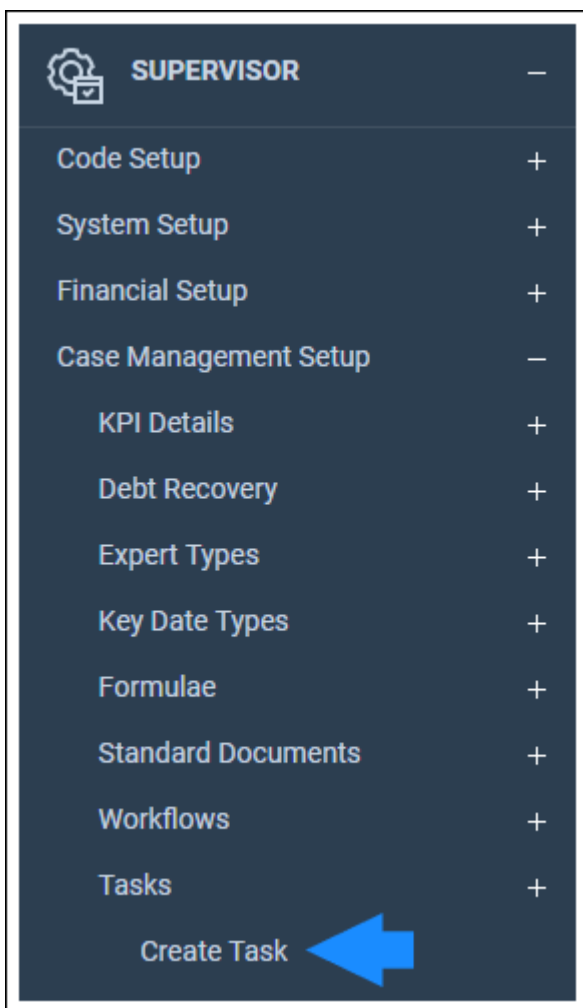 SUPERVISOR −
Code Setup +
System Setup +
Financial Setup +
Case Management Setup −
KPI Details +
Debt Recovery +
Expert Types +
Key Date Types +
Formulae +
Standard Documents +
Workflows +
Tasks +
Create Task